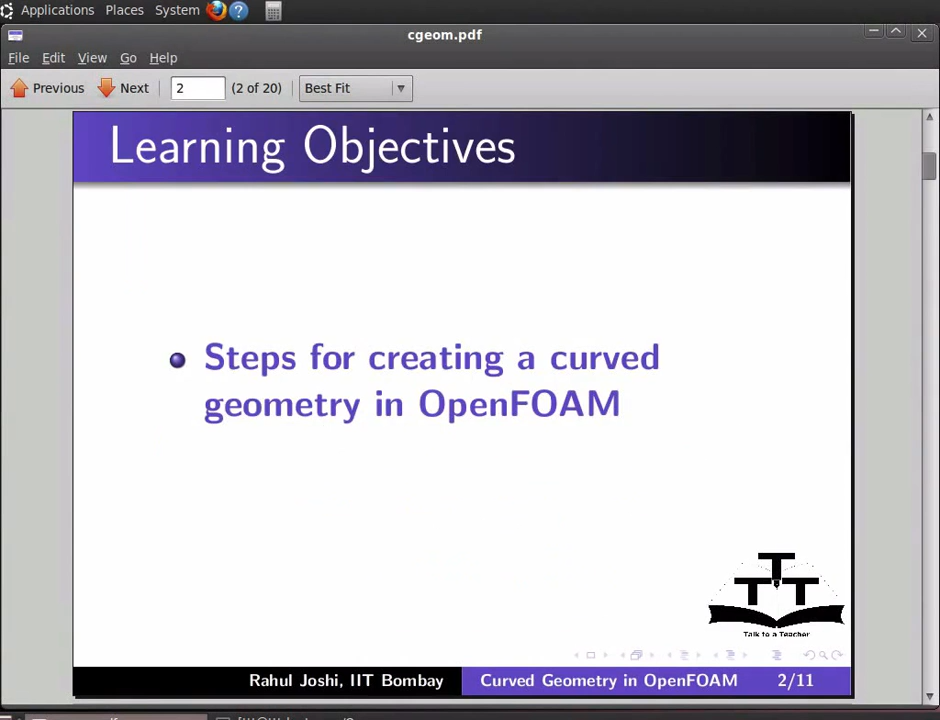 Applications Places System
cgeom.pdf
File Edit View Go Help
Previous Next 2 (2 of 20) Best Fit
Learning Objectives
Steps for creating a curved
geometry in OpenFOAM
T T T
Talk to a Teacher
Rahul Joshi, IIT Bombay Curved Geometry in OpenFOAM 2/11